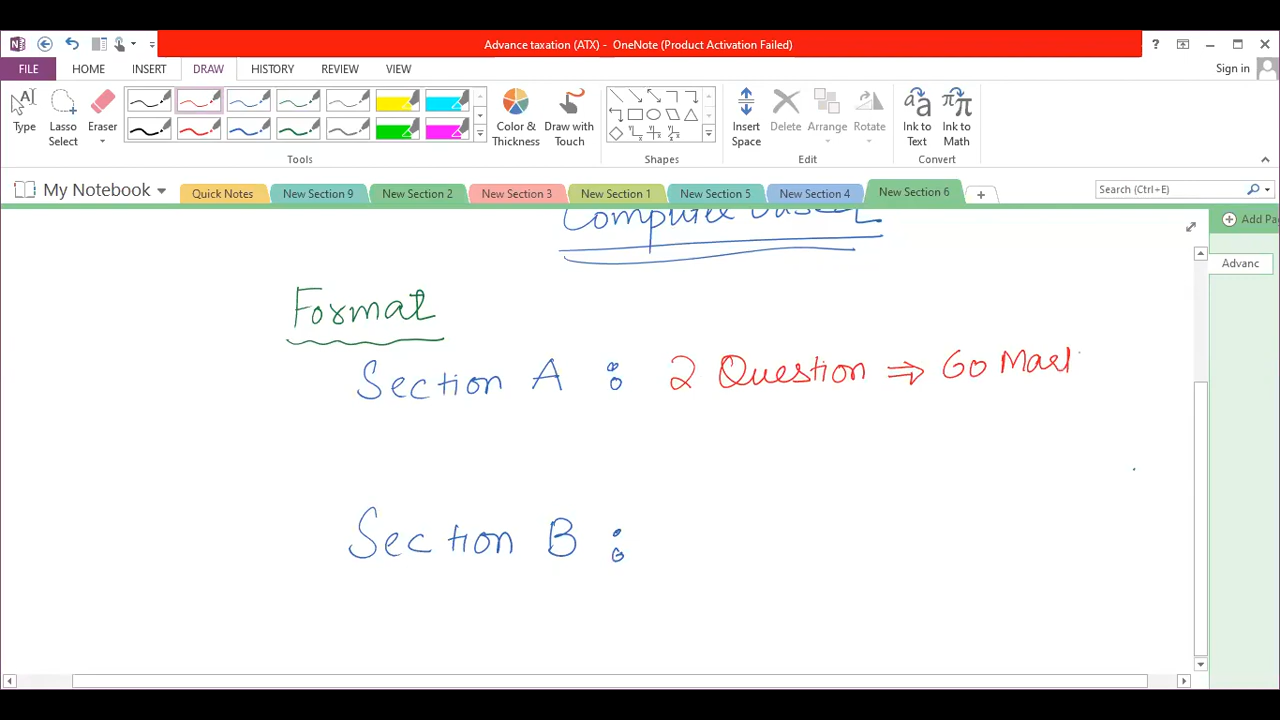 Advance taxation (ATX) - OneNote (Product Activation Failed)
?
FILE HOME INSERT DRAW HISTORY REVIEW VIEW Sign in
Type
Lasso Select
Eraser
Color & Thickness
Draw with Touch
Insert Space
Delete
Arrange
Rotate
Ink to Text
Ink to Math
Tools Shapes Edit Convert
My Notebook Quick Notes New Section 9 New Section 2 New Section 3 New Section 1 New Section 5 New Section 4 New Section 6 Search (Ctrl+E)
Add Pa
Advanc
Format
Section A : 2 Question ⇒ 60 Mark
Section B :